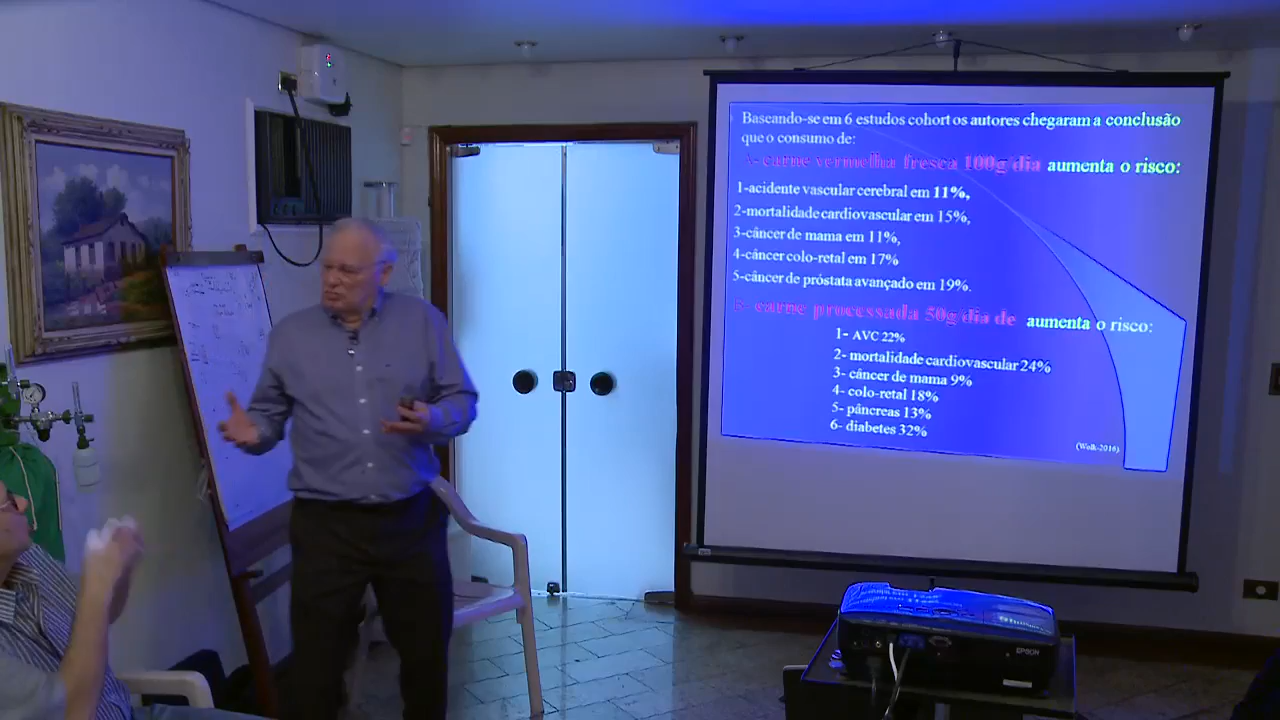 Baseando-se em 6 estudos cohort os autores chegaram a conclusão
que o consumo de:
A- carne vermelha fresca 100g/dia aumenta o risco:
1-acidente vascular cerebral em 11%,
2-mortalidade cardiovascular em 15%,
3-câncer de mama em 11%,
4-câncer colo-retal em 17%
5-câncer de próstata avançado em 19%.
B- carne processada 50g/dia de aumenta o risco:
1- AVC 22%
2- mortalidade cardiovascular 24%
3- câncer de mama 9%
4- colo-retal 18%
5- pâncreas 13%
6- diabetes 32%
(Wolk-2016)
EPSON